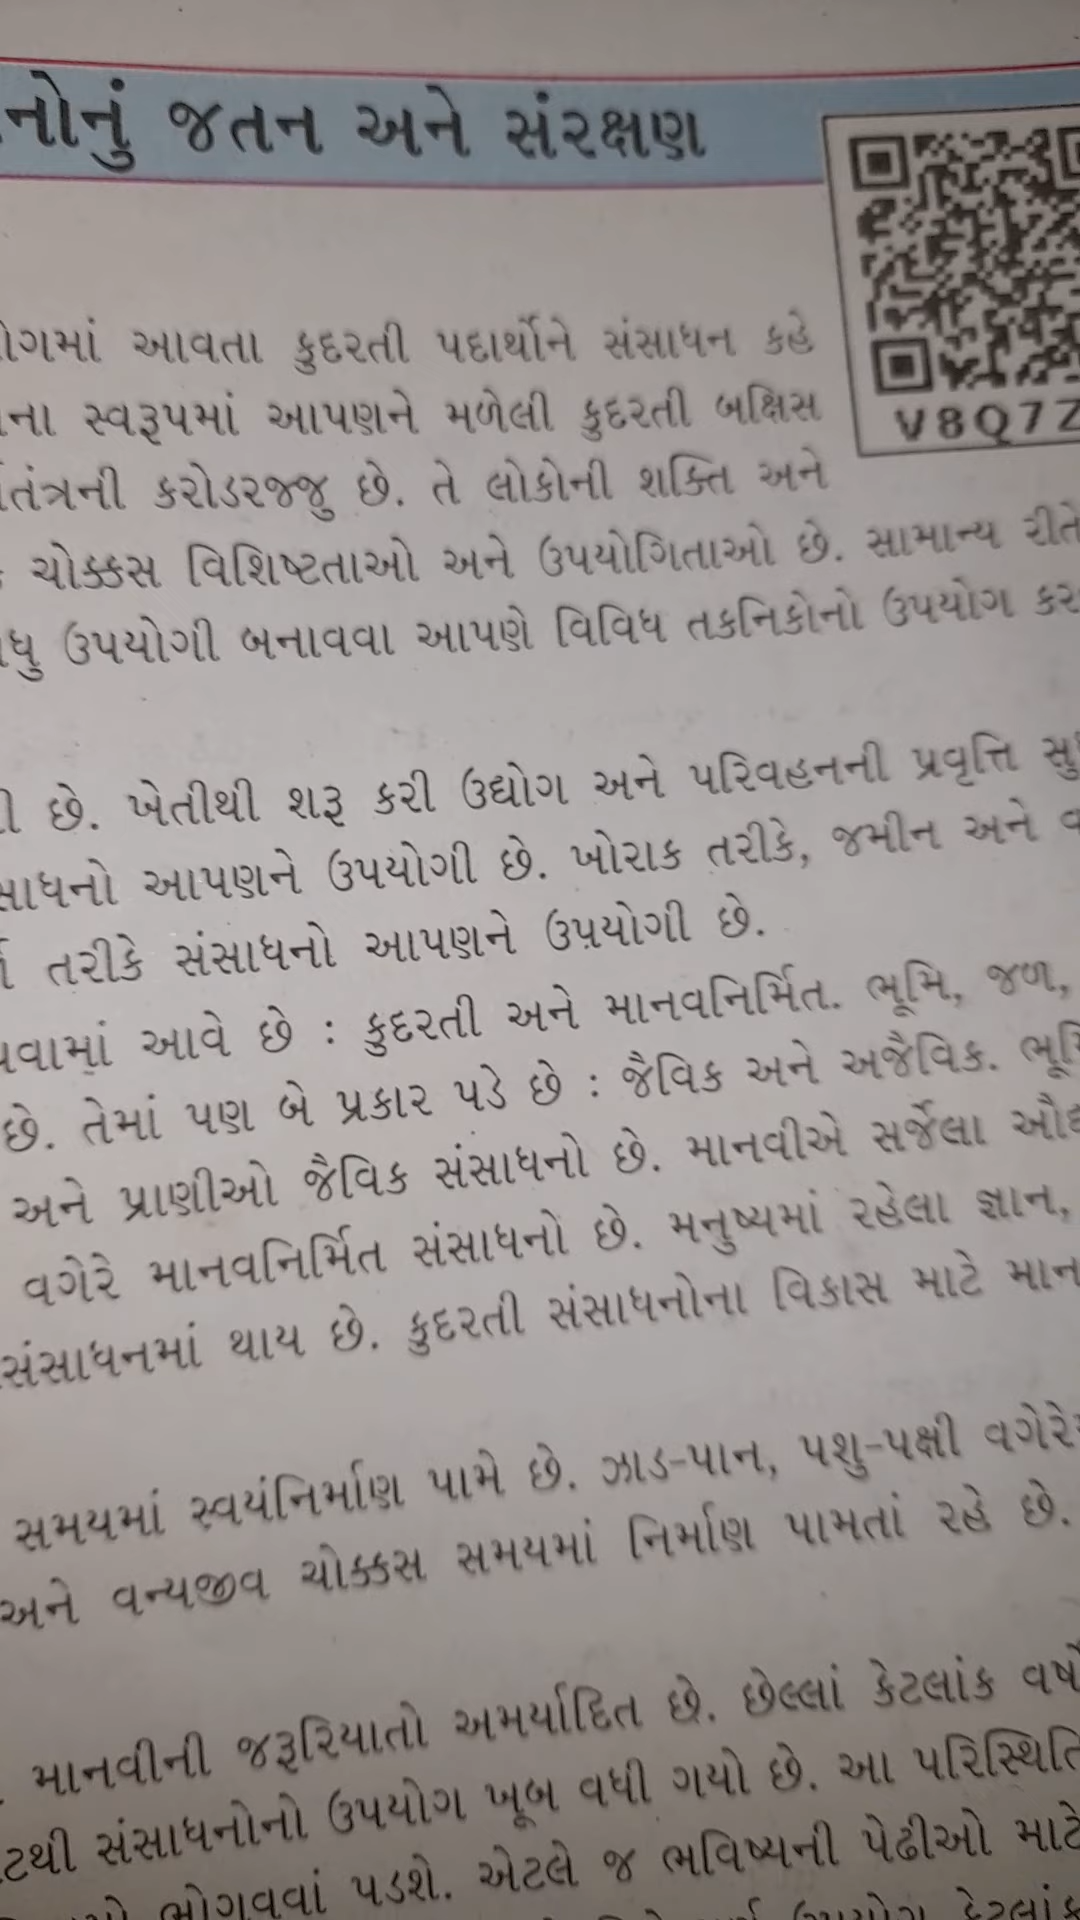 જતન અને સંરક્ષણ
આવતા કુદરતી પદાર્થોને સંસાધન કહે
ના સ્વરૂપમાં આપણને મળેલી કુદરતી બક્ષિસ
V8Q7Z
તંત્રની કરોડરજ્જુ છે. તે લોકોની શક્તિ અને
ચોક્કસ વિશિષ્ટતાઓ અને ઉપયોગિતાઓ છે. સામાન્ય રીતે
ઉપયોગી બનાવવા આપણે વિવિધ તકનિકોનો ઉપયોગ કર
છે. ખેતીથી શરૂ કરી ઉદ્યોગ અને પરિવહનની પ્રવૃત્તિ
સાધનો આપણને ઉપયોગી છે. ખોરાક તરીકે, જમીન અને
તરીકે સંસાધનો આપણને ઉપયોગી છે.
વામાં આવે છે : કુદરતી અને માનવનિર્મિત. ભૂમિ, જળ,
છે. તેમાં પણ બે પ્રકાર પડે છે : જૈવિક અને અજૈવિક.
અને પ્રાણીઓ જૈવિક સંસાધનો છે. માનવીએ સર્જેલા
વગેરે માનવનિર્મિત સંસાધનો છે. મનુષ્યમાં રહેલા જ્ઞાન,
સંસાધનમાં થાય છે. કુદરતી સંસાધનોના વિકાસ માટે માન
સમયમાં સ્વયંનિર્માણ પામે છે. ઝાડ-પાન, પશુ-પક્ષી વગેરે
અને વન્યજીવ ચોક્કસ સમયમાં નિર્માણ પામતાં રહે છે.
માનવીની જરૂરિયાતો અમર્યાદિત છે. છેલ્લાં કેટલાંક
સંસાધનોનો ઉપયોગ ખૂબ વધી ગયો છે. આ પરિસ્થિતિ
ભોગવવાં પડશે. એટલે જ ભવિષ્યની પેઢીઓ માટે